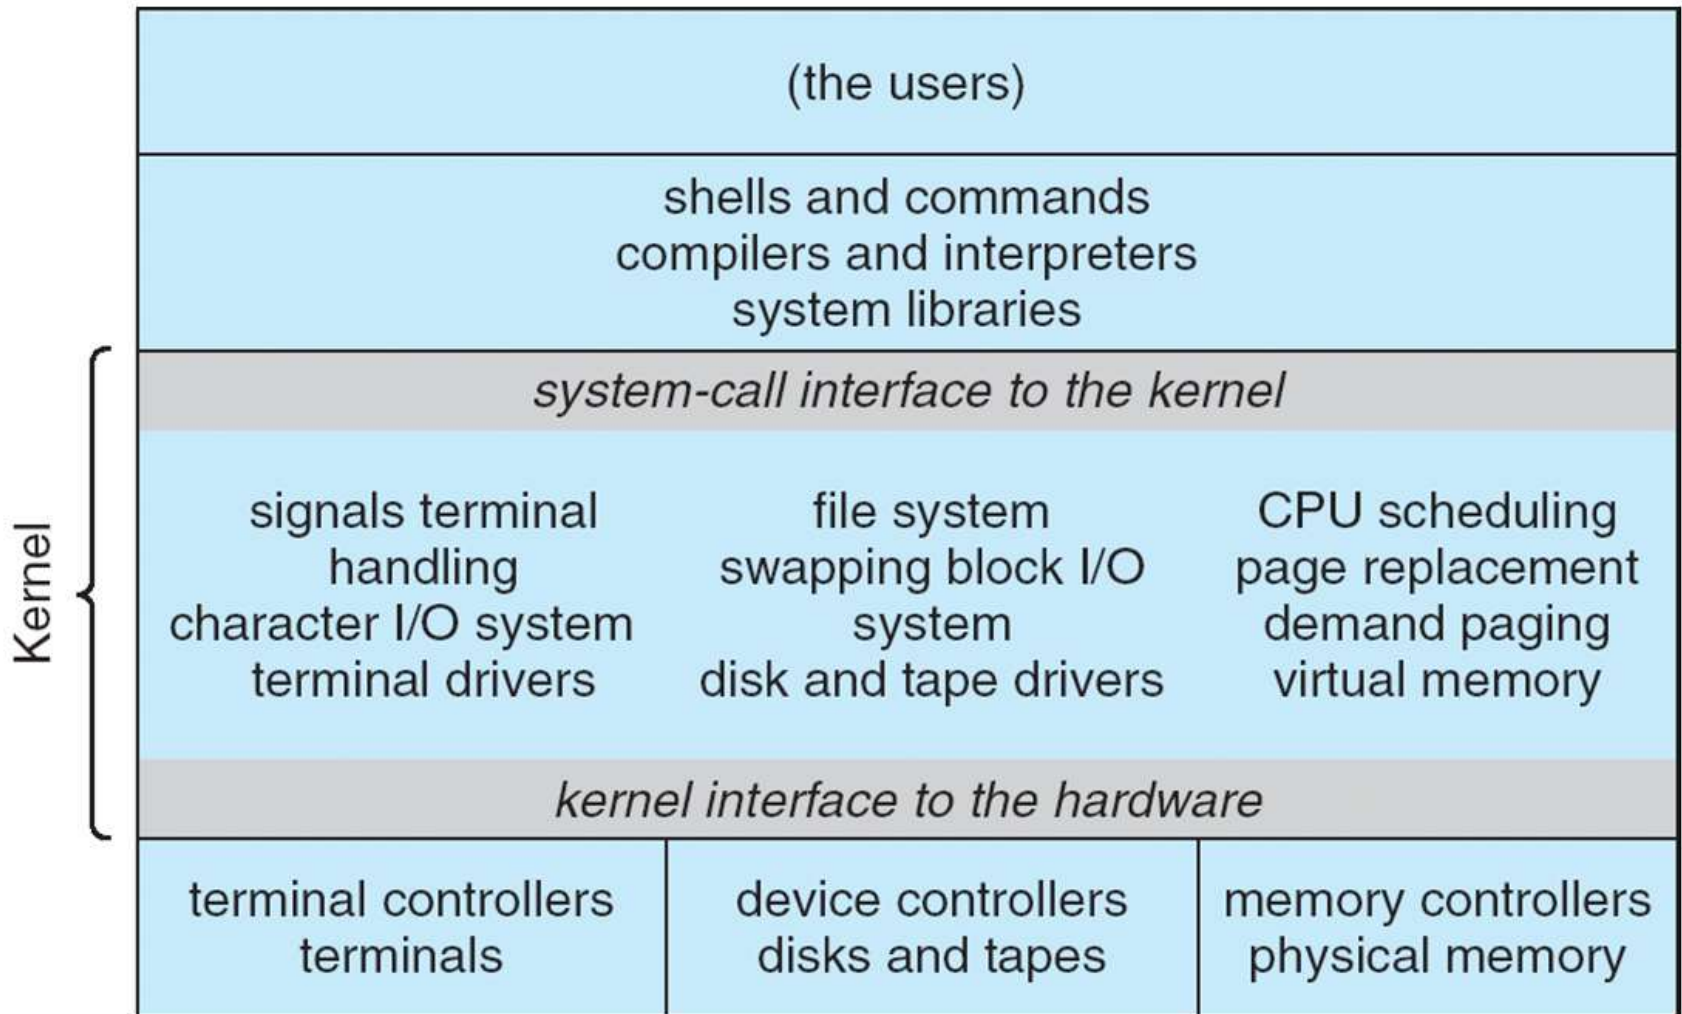 (the users)
shells and commands
compilers and interpreters
system libraries
system-call interface to the kernel
Kernel
signals terminal
handling
character I/O system
terminal drivers
file system
swapping block I/O
system
disk and tape drivers
CPU scheduling
page replacement
demand paging
virtual memory
kernel interface to the hardware
terminal controllers
terminals
device controllers
disks and tapes
memory controllers
physical memory